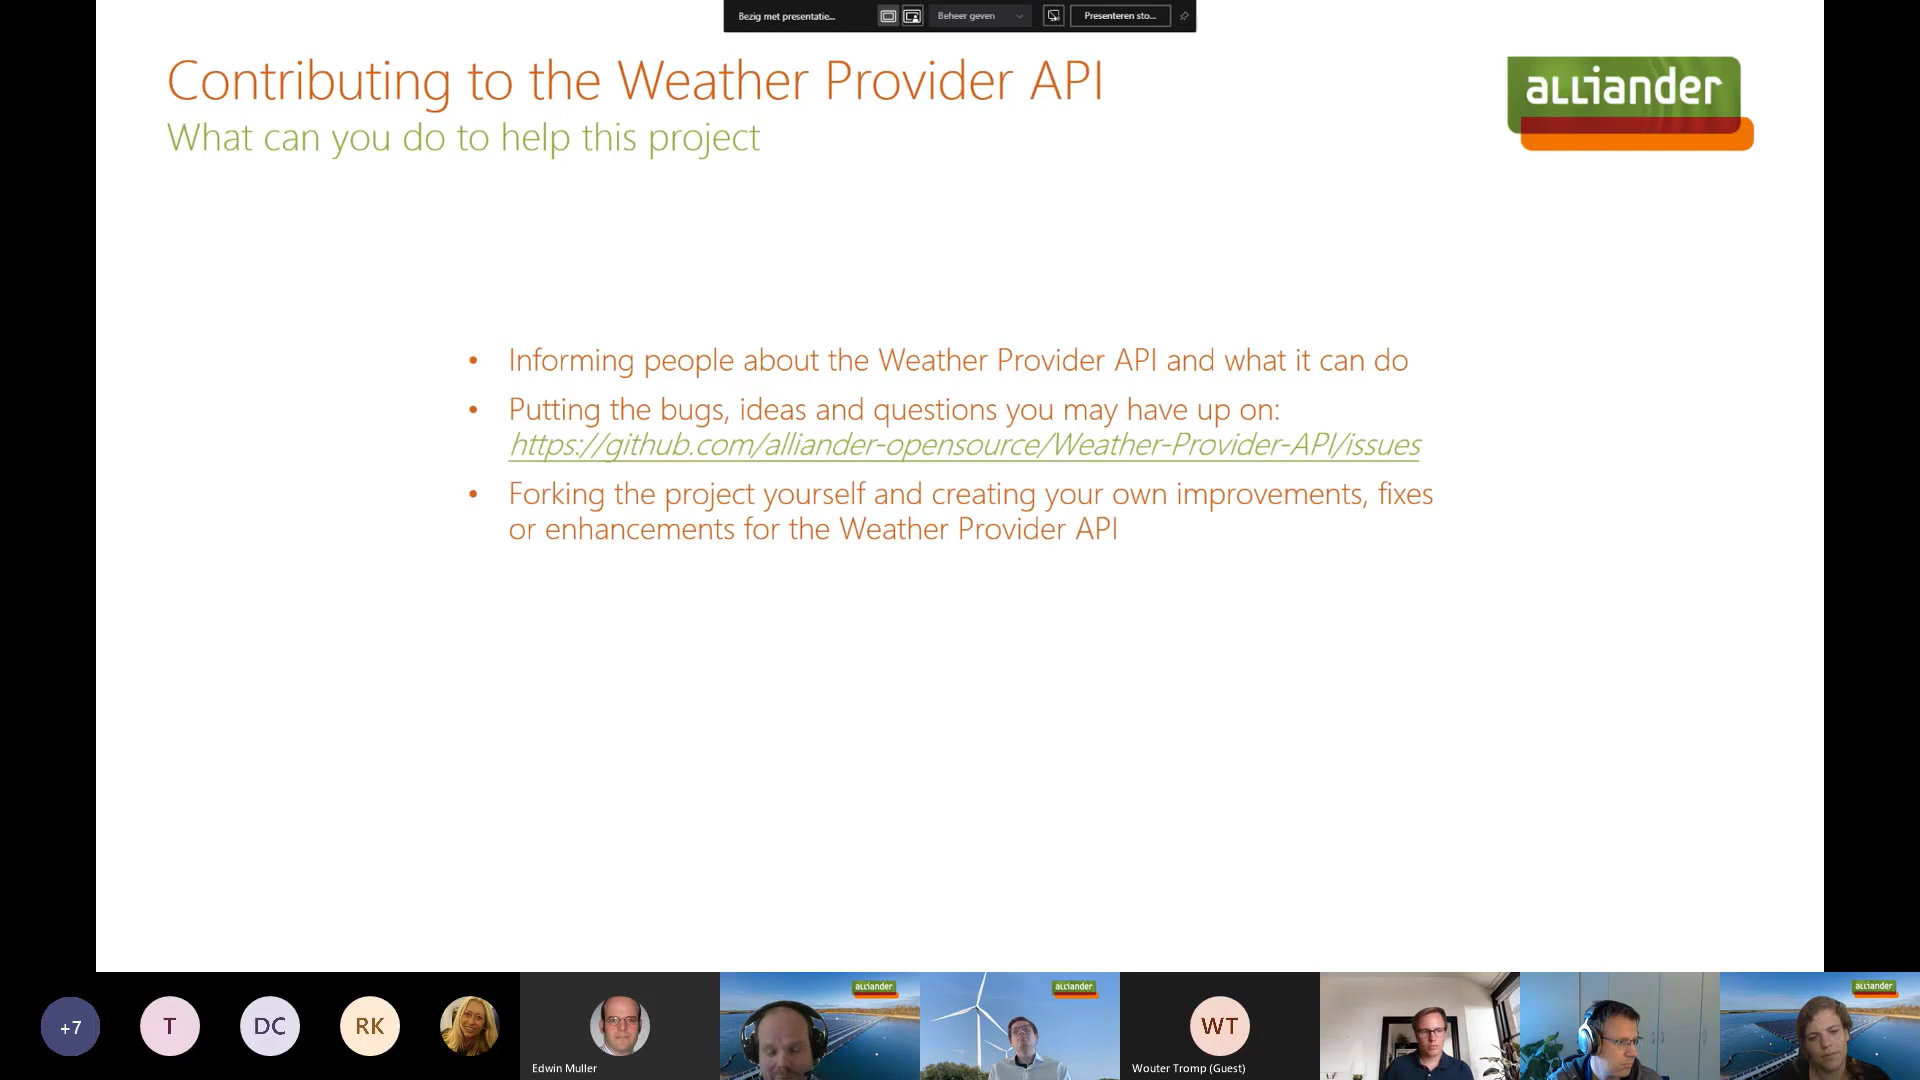 Bezig met presentatie...
Beheer geven
Presenteren sto...
Contributing to the Weather Provider API
What can you do to help this project
alliander
• Informing people about the Weather Provider API and what it can do
• Putting the bugs, ideas and questions you may have up on:
https://github.com/alliander-opensource/Weather-Provider-API/issues
• Forking the project yourself and creating your own improvements, fixes
or enhancements for the Weather Provider API
+7
T
DC
RK
Edwin Muller
alliander
alliander
WT
Wouter Tromp (Guest)
alliander